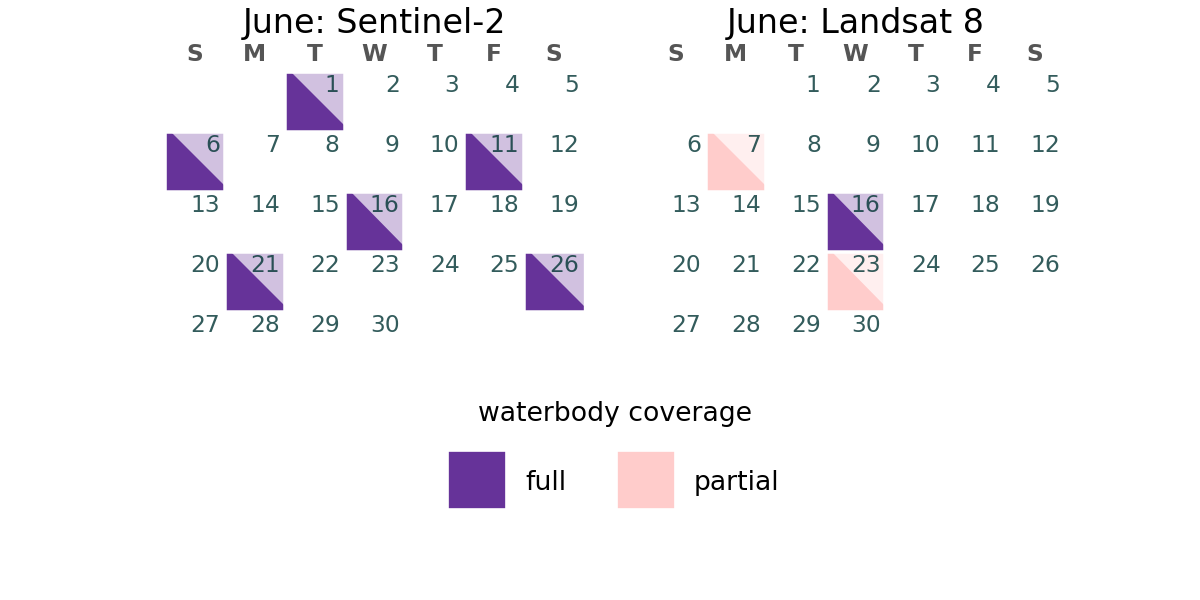 June: Sentinel-2
S M T W T F S
1 2 3 4 5
6 7 8 9 10 11 12
13 14 15 16 17 18 19
20 21 22 23 24 25 26
27 28 29 30
June: Landsat 8
S M T W T F S
1 2 3 4 5
6 7 8 9 10 11 12
13 14 15 16 17 18 19
20 21 22 23 24 25 26
27 28 29 30
waterbody coverage
full
partial